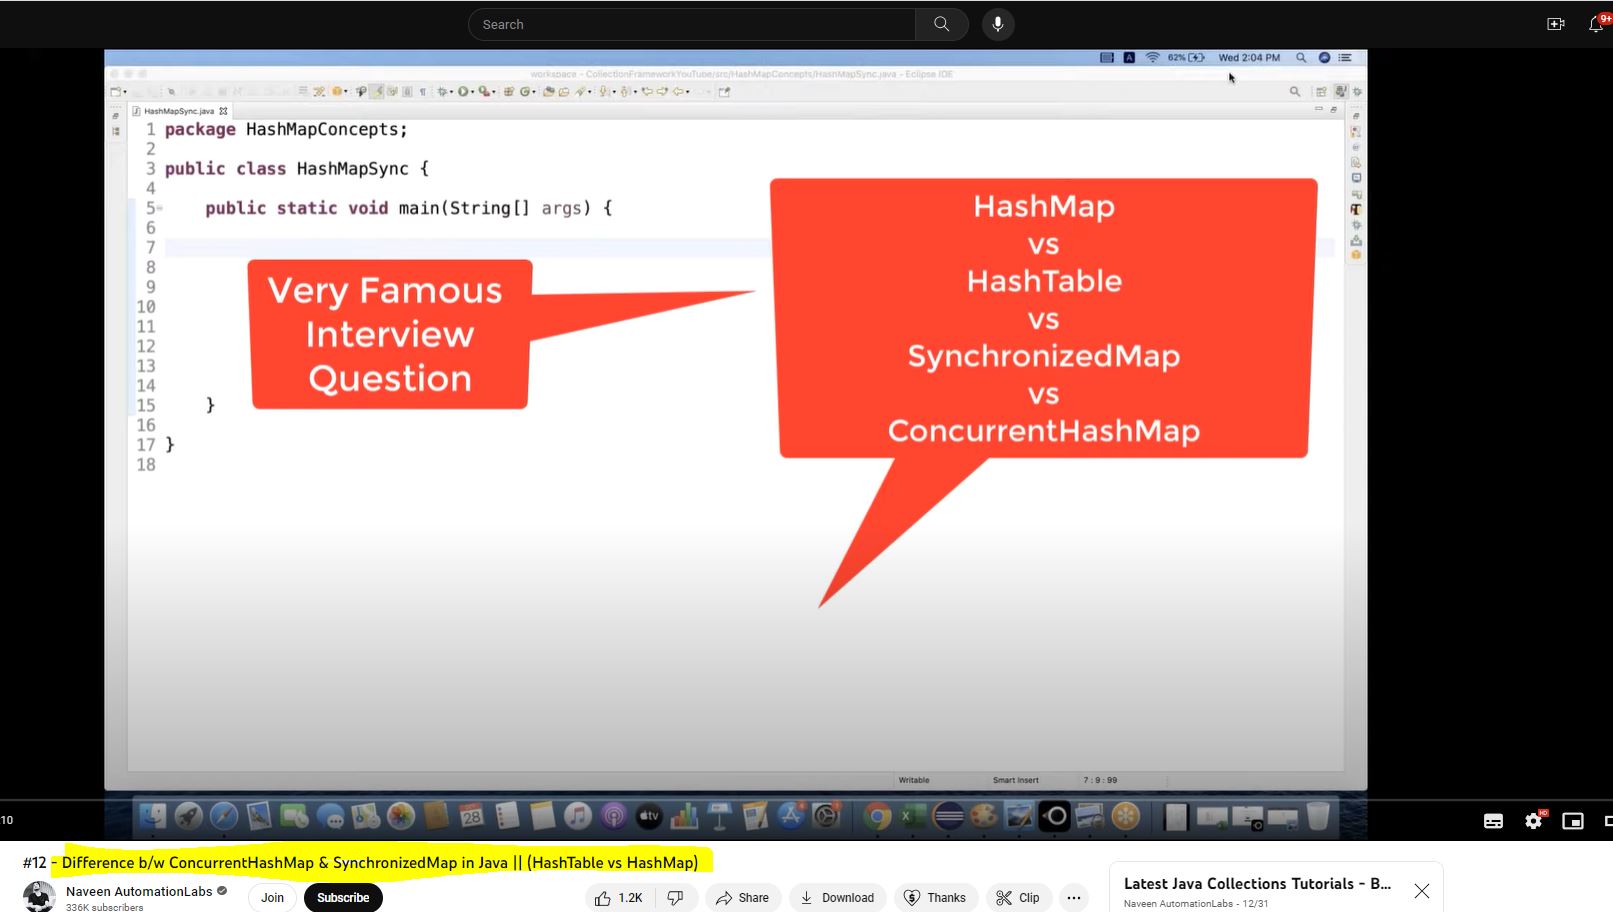 Search
9+
62%
Wed 2:04 PM
workspace - CollectionFrameworkYouTube/src/HashMapConcepts/HashMapSync.java - Eclipse IDE
HashMapSync.java
1 package HashMapConcepts;
2
3 public class HashMapSync {
4
5 public static void main(String[] args) {
6
7
8
9
10
11
12
13
14
15 }
16
17 }
18
Very Famous
Interview
Question
HashMap
vs
HashTable
vs
SynchronizedMap
vs
ConcurrentHashMap
Writable
Smart Insert
7 : 9 : 99
28
tv
10
HD
#12 - Difference b/w ConcurrentHashMap & SynchronizedMap in Java || (HashTable vs HashMap)
Naveen AutomationLabs
336K subscribers
Join
Subscribe
1.2K
Share
Download
Thanks
Clip
Latest Java Collections Tutorials - B...
Naveen AutomationLabs - 12/31